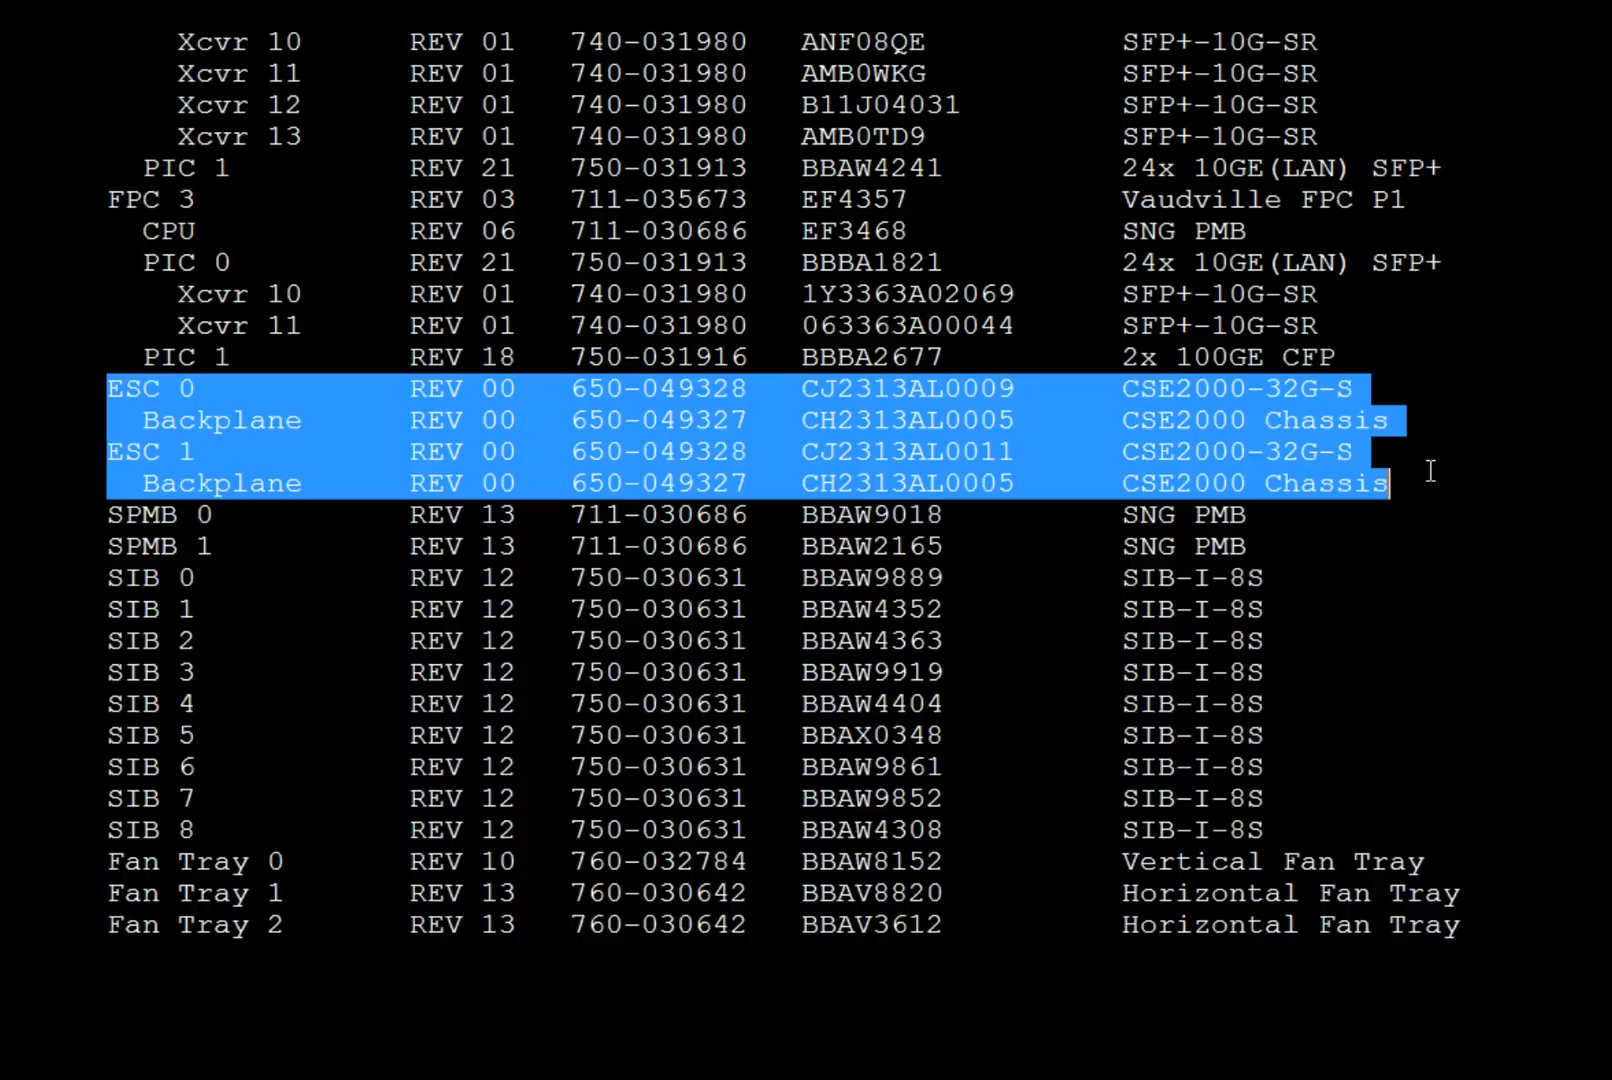 Xcvr 10 REV 01 740-031980 ANF08QE SFP+-10G-SR
Xcvr 11 REV 01 740-031980 AMB0WKG SFP+-10G-SR
Xcvr 12 REV 01 740-031980 B11J04031 SFP+-10G-SR
Xcvr 13 REV 01 740-031980 AMB0TD9 SFP+-10G-SR
PIC 1 REV 21 750-031913 BBAW4241 24x 10GE(LAN) SFP+
FPC 3 REV 03 711-035673 EF4357 Vaudville FPC P1
CPU REV 06 711-030686 EF3468 SNG PMB
PIC 0 REV 21 750-031913 BBBA1821 24x 10GE(LAN) SFP+
Xcvr 10 REV 01 740-031980 1Y3363A02069 SFP+-10G-SR
Xcvr 11 REV 01 740-031980 063363A00044 SFP+-10G-SR
PIC 1 REV 18 750-031916 BBBA2677 2x 100GE CFP
ESC 0 REV 00 650-049328 CJ2313AL0009 CSE2000-32G-S
Backplane REV 00 650-049327 CH2313AL0005 CSE2000 Chassis
ESC 1 REV 00 650-049328 CJ2313AL0011 CSE2000-32G-S
Backplane REV 00 650-049327 CH2313AL0005 CSE2000 Chassis
SPMB 0 REV 13 711-030686 BBAW9018 SNG PMB
SPMB 1 REV 13 711-030686 BBAW2165 SNG PMB
SIB 0 REV 12 750-030631 BBAW9889 SIB-I-8S
SIB 1 REV 12 750-030631 BBAW4352 SIB-I-8S
SIB 2 REV 12 750-030631 BBAW4363 SIB-I-8S
SIB 3 REV 12 750-030631 BBAW9919 SIB-I-8S
SIB 4 REV 12 750-030631 BBAW4404 SIB-I-8S
SIB 5 REV 12 750-030631 BBAX0348 SIB-I-8S
SIB 6 REV 12 750-030631 BBAW9861 SIB-I-8S
SIB 7 REV 12 750-030631 BBAW9852 SIB-I-8S
SIB 8 REV 12 750-030631 BBAW4308 SIB-I-8S
Fan Tray 0 REV 10 760-032784 BBAW8152 Vertical Fan Tray
Fan Tray 1 REV 13 760-030642 BBAV8820 Horizontal Fan Tray
Fan Tray 2 REV 13 760-030642 BBAV3612 Horizontal Fan Tray